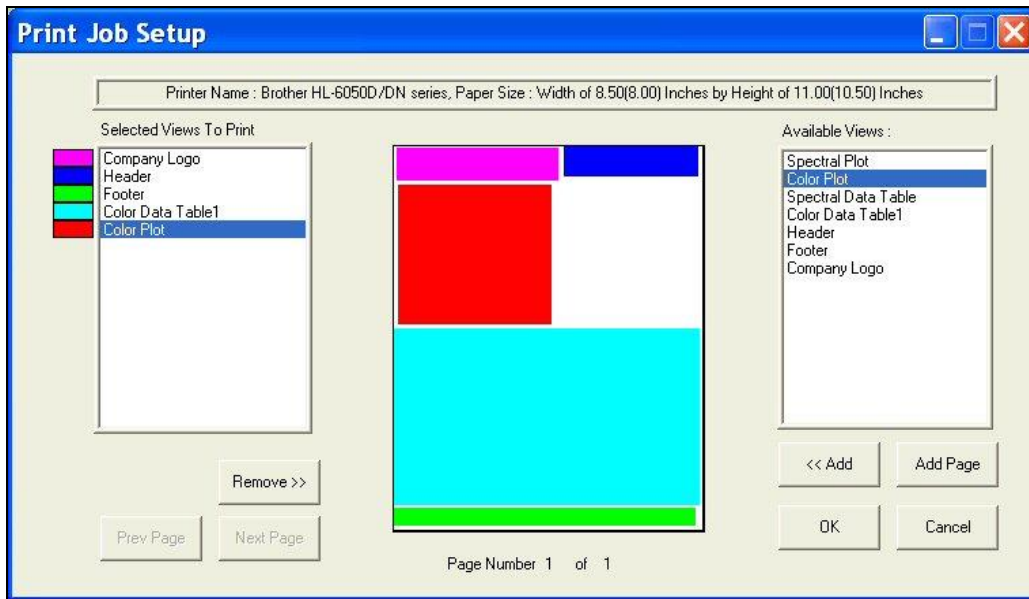 Print Job Setup
Printer Name : Brother HL-6050D/DN series, Paper Size : Width of 8.50(8.00) Inches by Height of 11.00(10.50) Inches
Selected Views To Print
Company Logo
Header
Footer
Color Data Table1
Color Plot
Available Views :
Spectral Plot
Color Plot
Spectral Data Table
Color Data Table1
Header
Footer
Company Logo
Remove >>
Prev Page
Next Page
<< Add
Add Page
OK
Cancel
Page Number 1 of 1